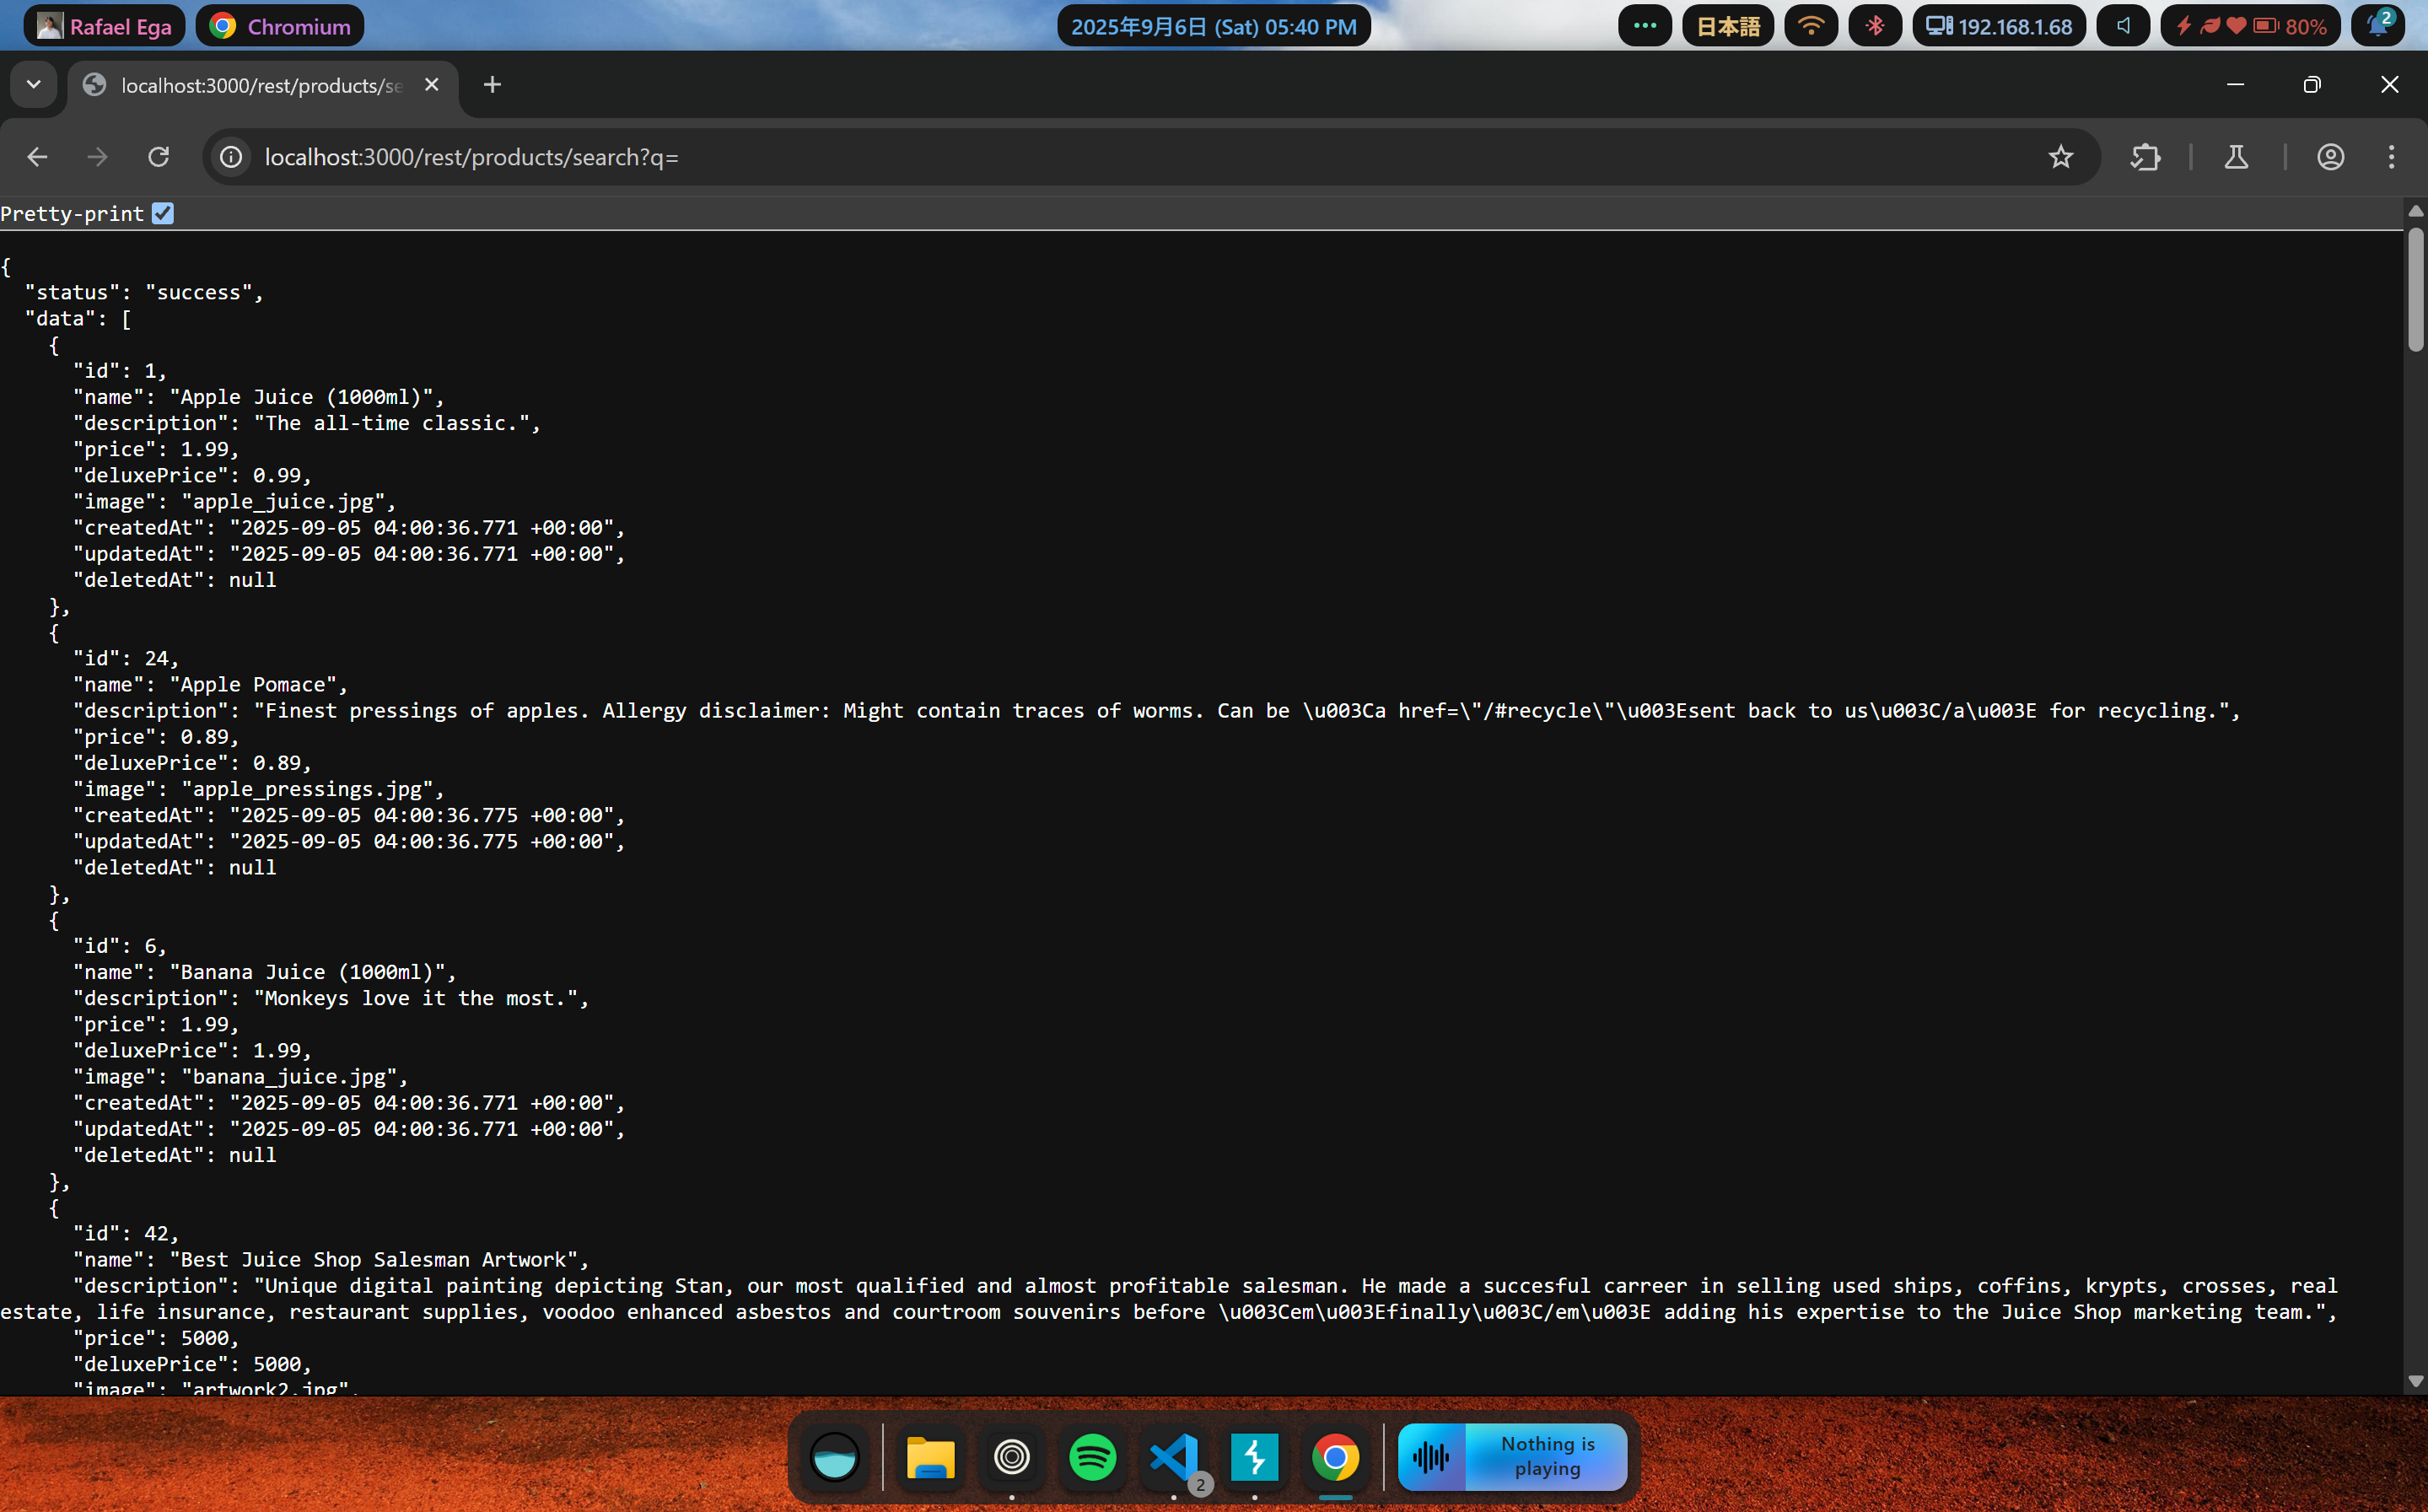 Rafael Ega
Chromium
2025年9月6日 (Sat) 05:40 PM
日本語
192.168.1.68
80%
2
localhost:3000/rest/products/se
localhost:3000/rest/products/search?q=
Pretty-print
{
"status": "success",
"data": [
{
"id": 1,
"name": "Apple Juice (1000ml)",
"description": "The all-time classic.",
"price": 1.99,
"deluxePrice": 0.99,
"image": "apple_juice.jpg",
"createdAt": "2025-09-05 04:00:36.771 +00:00",
"updatedAt": "2025-09-05 04:00:36.771 +00:00",
"deletedAt": null
},
{
"id": 24,
"name": "Apple Pomace",
"description": "Finest pressings of apples. Allergy disclaimer: Might contain traces of worms. Can be \u003Ca href=\"/#recycle\"\u003Esent back to us\u003C/a\u003E for recycling.",
"price": 0.89,
"deluxePrice": 0.89,
"image": "apple_pressings.jpg",
"createdAt": "2025-09-05 04:00:36.775 +00:00",
"updatedAt": "2025-09-05 04:00:36.775 +00:00",
"deletedAt": null
},
{
"id": 6,
"name": "Banana Juice (1000ml)",
"description": "Monkeys love it the most.",
"price": 1.99,
"deluxePrice": 1.99,
"image": "banana_juice.jpg",
"createdAt": "2025-09-05 04:00:36.771 +00:00",
"updatedAt": "2025-09-05 04:00:36.771 +00:00",
"deletedAt": null
},
{
"id": 42,
"name": "Best Juice Shop Salesman Artwork",
"description": "Unique digital painting depicting Stan, our most qualified and almost profitable salesman. He made a succesful carreer in selling used ships, coffins, krypts, crosses, real
estate, life insurance, restaurant supplies, voodoo enhanced asbestos and courtroom souvenirs before \u003Cem\u003Efinally\u003C/em\u003E adding his expertise to the Juice Shop marketing team.",
"price": 5000,
"deluxePrice": 5000,
"image": "artwork2.jpg",
2
Nothing is
playing